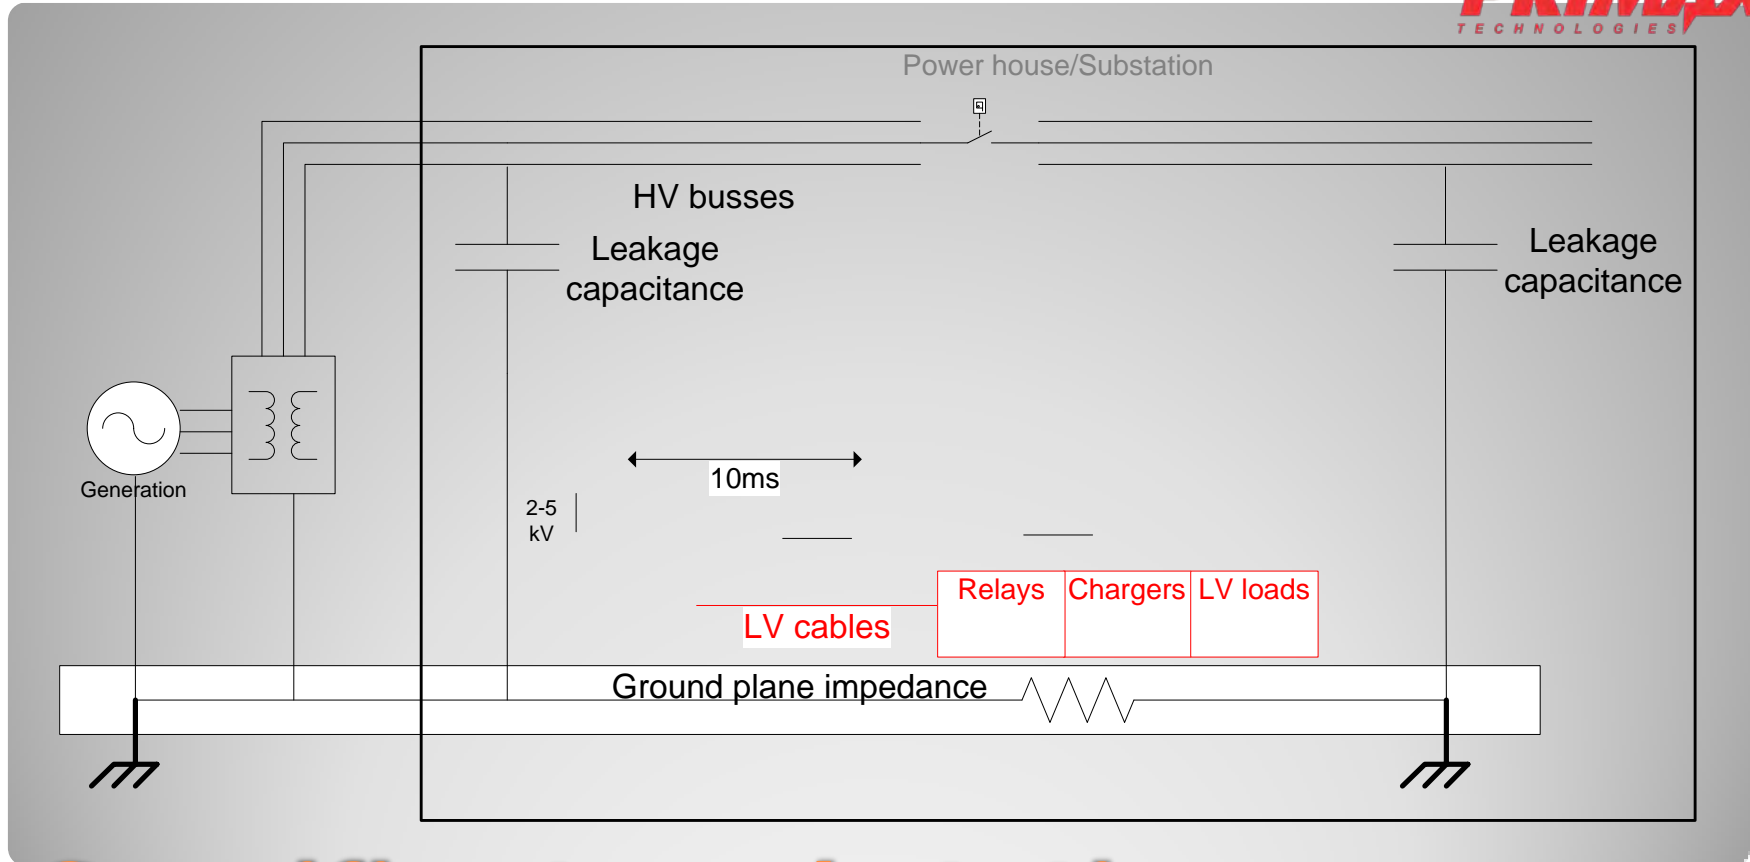 TECHNOLOGIES
Power house/Substation
HV busses
Leakage
capacitance
Leakage
capacitance
Generation
10ms
2-5
kV
Relays
Chargers
LV loads
LV cables
Ground plane impedance